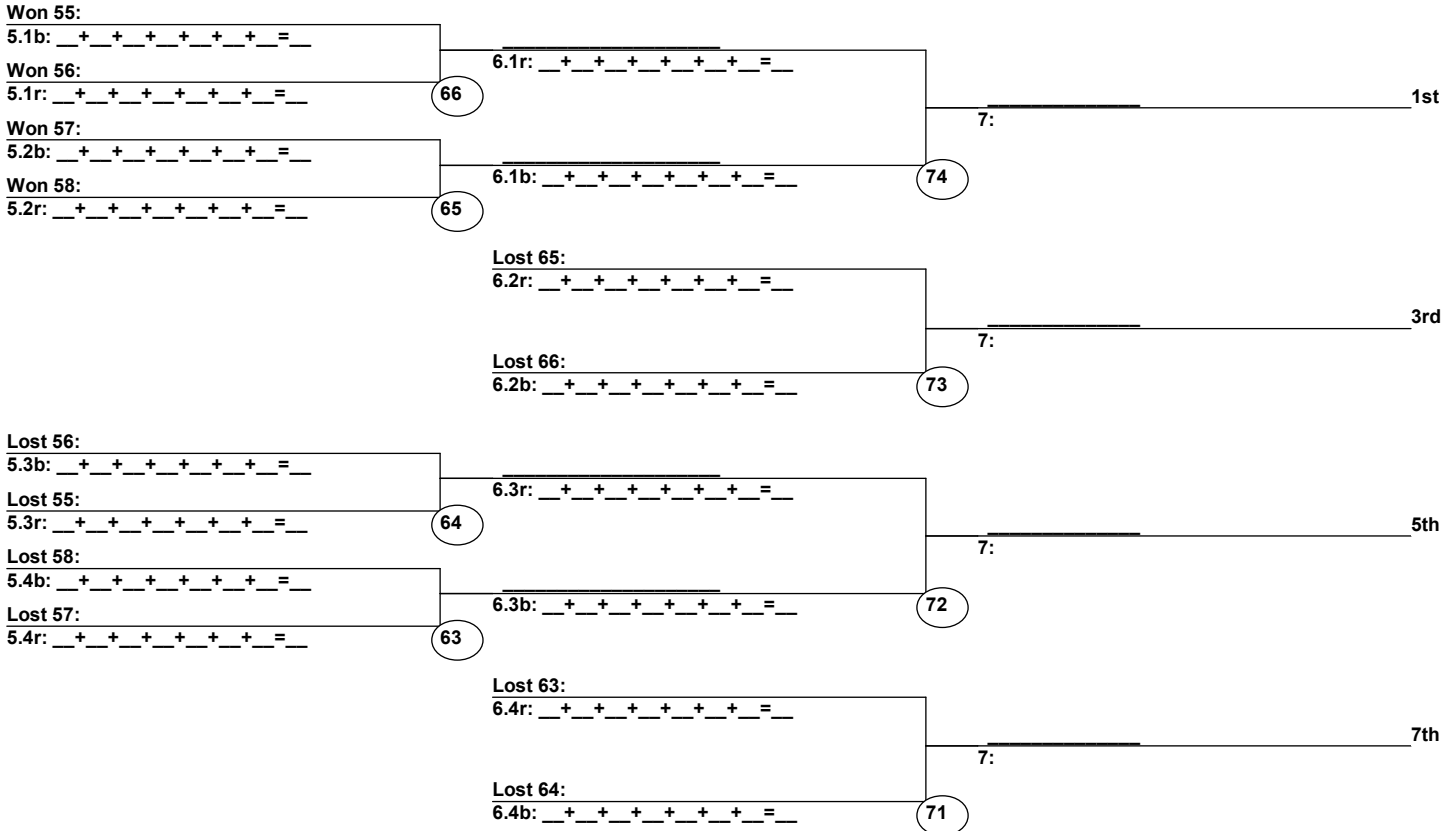 Won 55:
5.1b: __+__+__+__+__+__+__=__
____________________
6.1r: __+__+__+__+__+__+__=__
Won 56:
5.1r: __+__+__+__+__+__+__=__
66
______________
1st
7:
Won 57:
5.2b: __+__+__+__+__+__+__=__
____________________
6.1b: __+__+__+__+__+__+__=__
74
Won 58:
5.2r: __+__+__+__+__+__+__=__
65
Lost 65:
6.2r: __+__+__+__+__+__+__=__
______________
3rd
7:
Lost 66:
6.2b: __+__+__+__+__+__+__=__
73
Lost 56:
5.3b: __+__+__+__+__+__+__=__
____________________
6.3r: __+__+__+__+__+__+__=__
Lost 55:
5.3r: __+__+__+__+__+__+__=__
64
______________
5th
7:
Lost 58:
5.4b: __+__+__+__+__+__+__=__
____________________
6.3b: __+__+__+__+__+__+__=__
72
Lost 57:
5.4r: __+__+__+__+__+__+__=__
63
Lost 63:
6.4r: __+__+__+__+__+__+__=__
______________
7th
7:
Lost 64:
6.4b: __+__+__+__+__+__+__=__
71